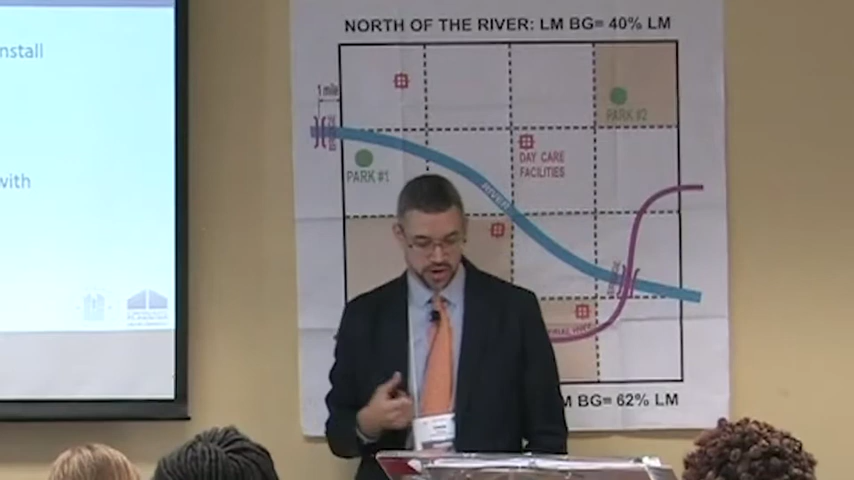 nstall
with
NORTH OF THE RIVER: LM BG= 40% LM
1 mile
BRIDGE
PARK #1
PARK #2
DAY CARE
FACILITIES
RIVER
M BG= 62% LM